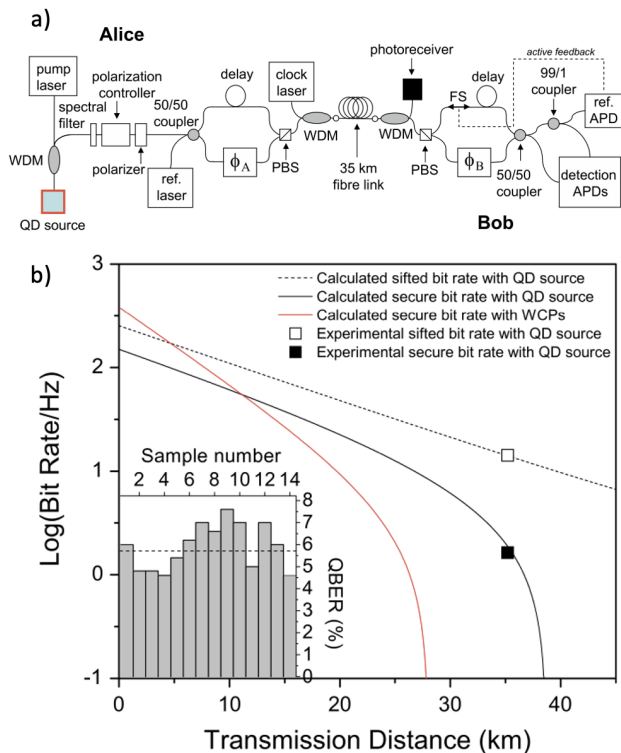 a)
Alice
Bob
pump
laser
polarization
controller
spectral
filter
50/50
coupler
delay
clock
laser
photoreceiver
delay
active feedback
99/1
coupler
ref.
APD
FS
WDM
polarizer
ref.
laser
ϕA
PBS
WDM
35 km
fibre link
WDM
PBS
ϕB
50/50
coupler
detection
APDs
QD source
b)
Log(Bit Rate/Hz)
3
2
1
0
-1
Calculated sifted bit rate with QD source
Calculated secure bit rate with QD source
Calculated secure bit rate with WCPs
Experimental sifted bit rate with QD source
Experimental secure bit rate with QD source
Sample number
2 4 6 8 10 12 14
8
7
6
5
4
3
2
1
0
QBER (%)
0 10 20 30 40
Transmission Distance (km)